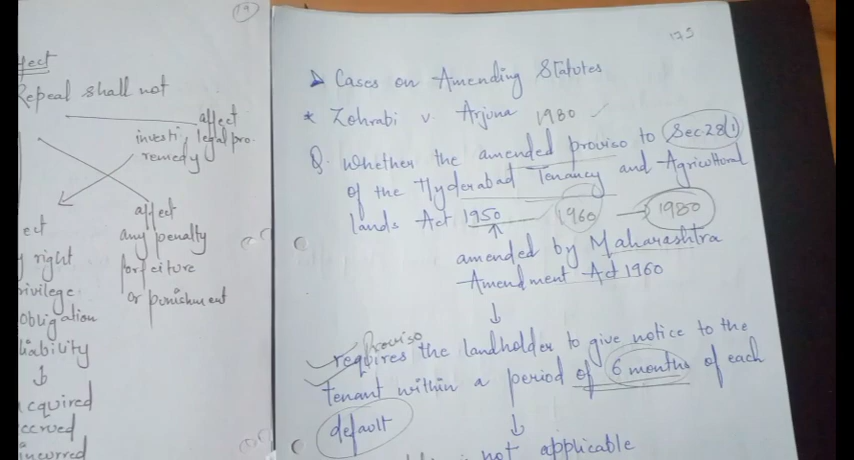 19
fect
Repeal shall not
affect
investi, legal pro.
remedy
ect
y right
rivilege
obligation
liability
acquired
ccrued
incurred
affect
any penalty
forfeiture
or punishment
175
Cases on Amending Statutes
* Zohrabi v. Arjuna 1980
Q. whether the amended proviso to Sec.28(1)
of the Hyderabad Tenancy and Agricultural
lands Act 1950 1960 → 1980
amended by Maharashtra
Amendment Act 1960
Proviso
requires the landholder to give notice to the
tenant within a period of 6 months of each
default
not applicable